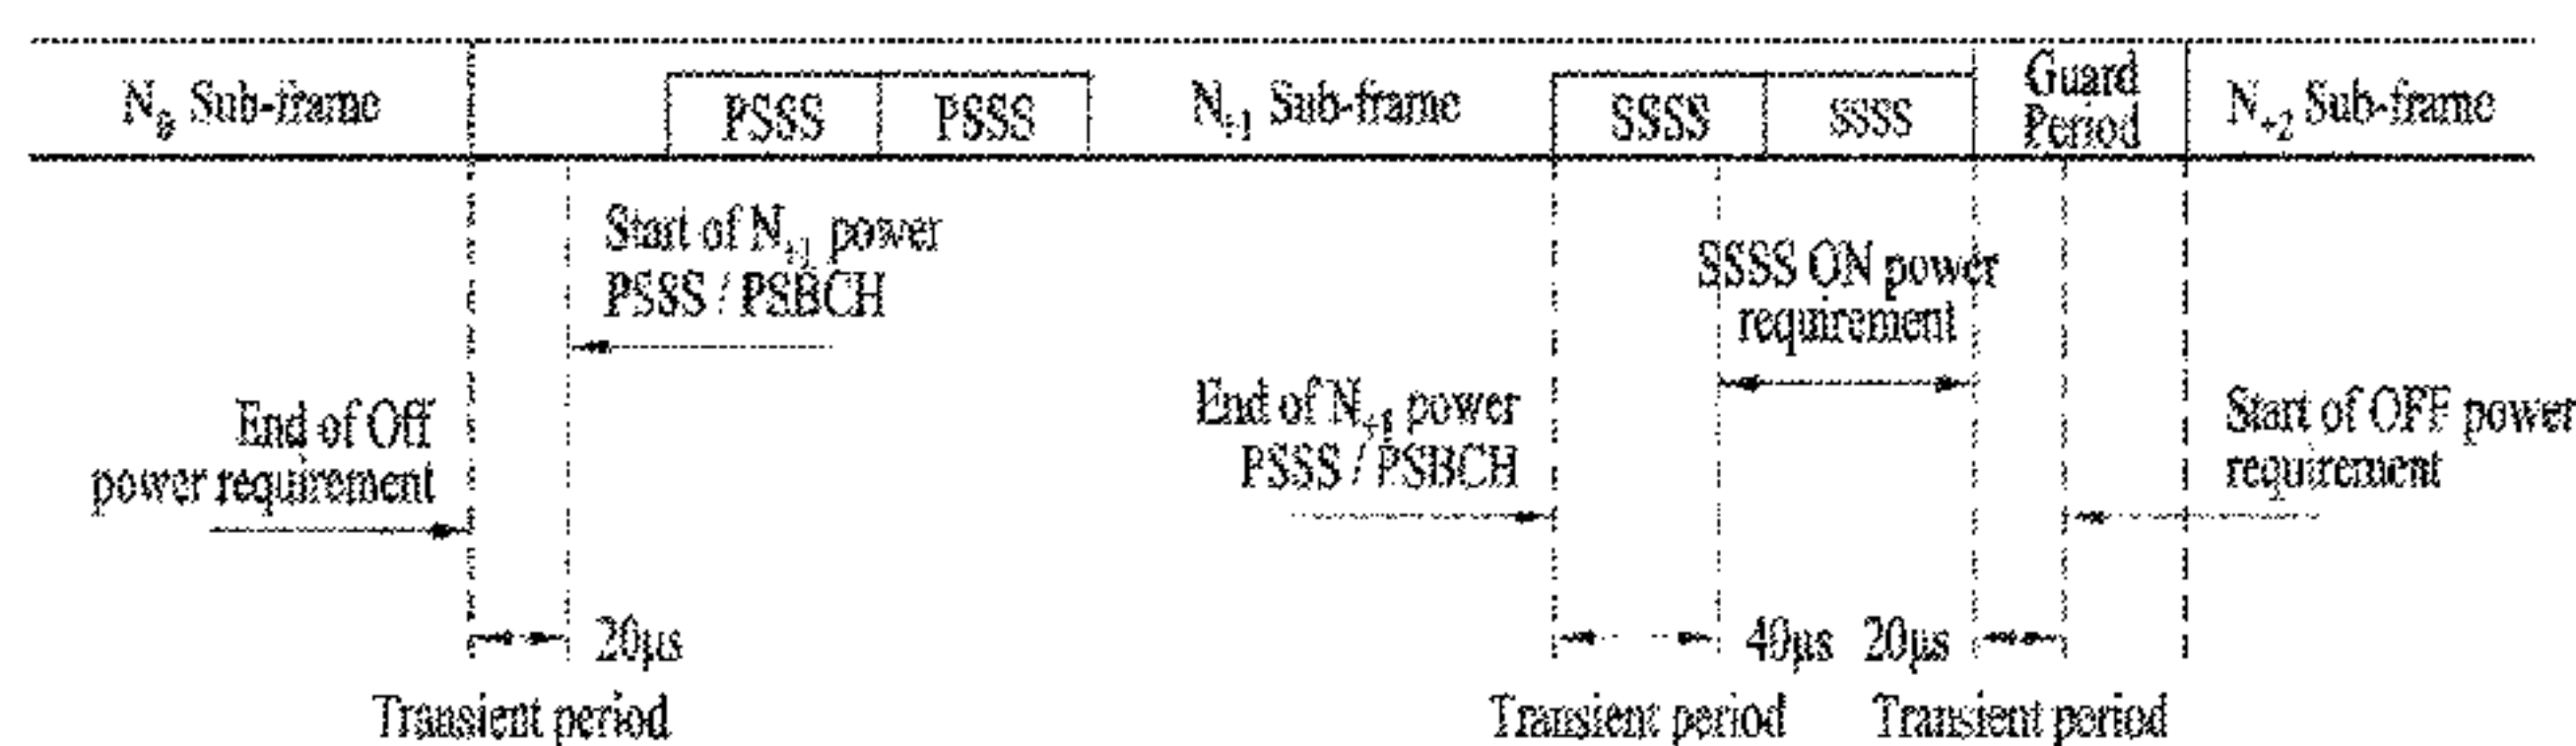 N₀ Sub-frame
PSSS
PSSS
N₊₁ Sub-frame
SSSS
SSSS
Guard
Period
N₊₂ Sub-frame
Start of N₊₁ power
PSSS / PSBCH
SSSS ON power
requirement
End of Off
power requirement
End of N₊₁ power
PSSS / PSBCH
Start of OFF power
requirement
20μs
40μs
20μs
Transient period
Transient period
Transient period